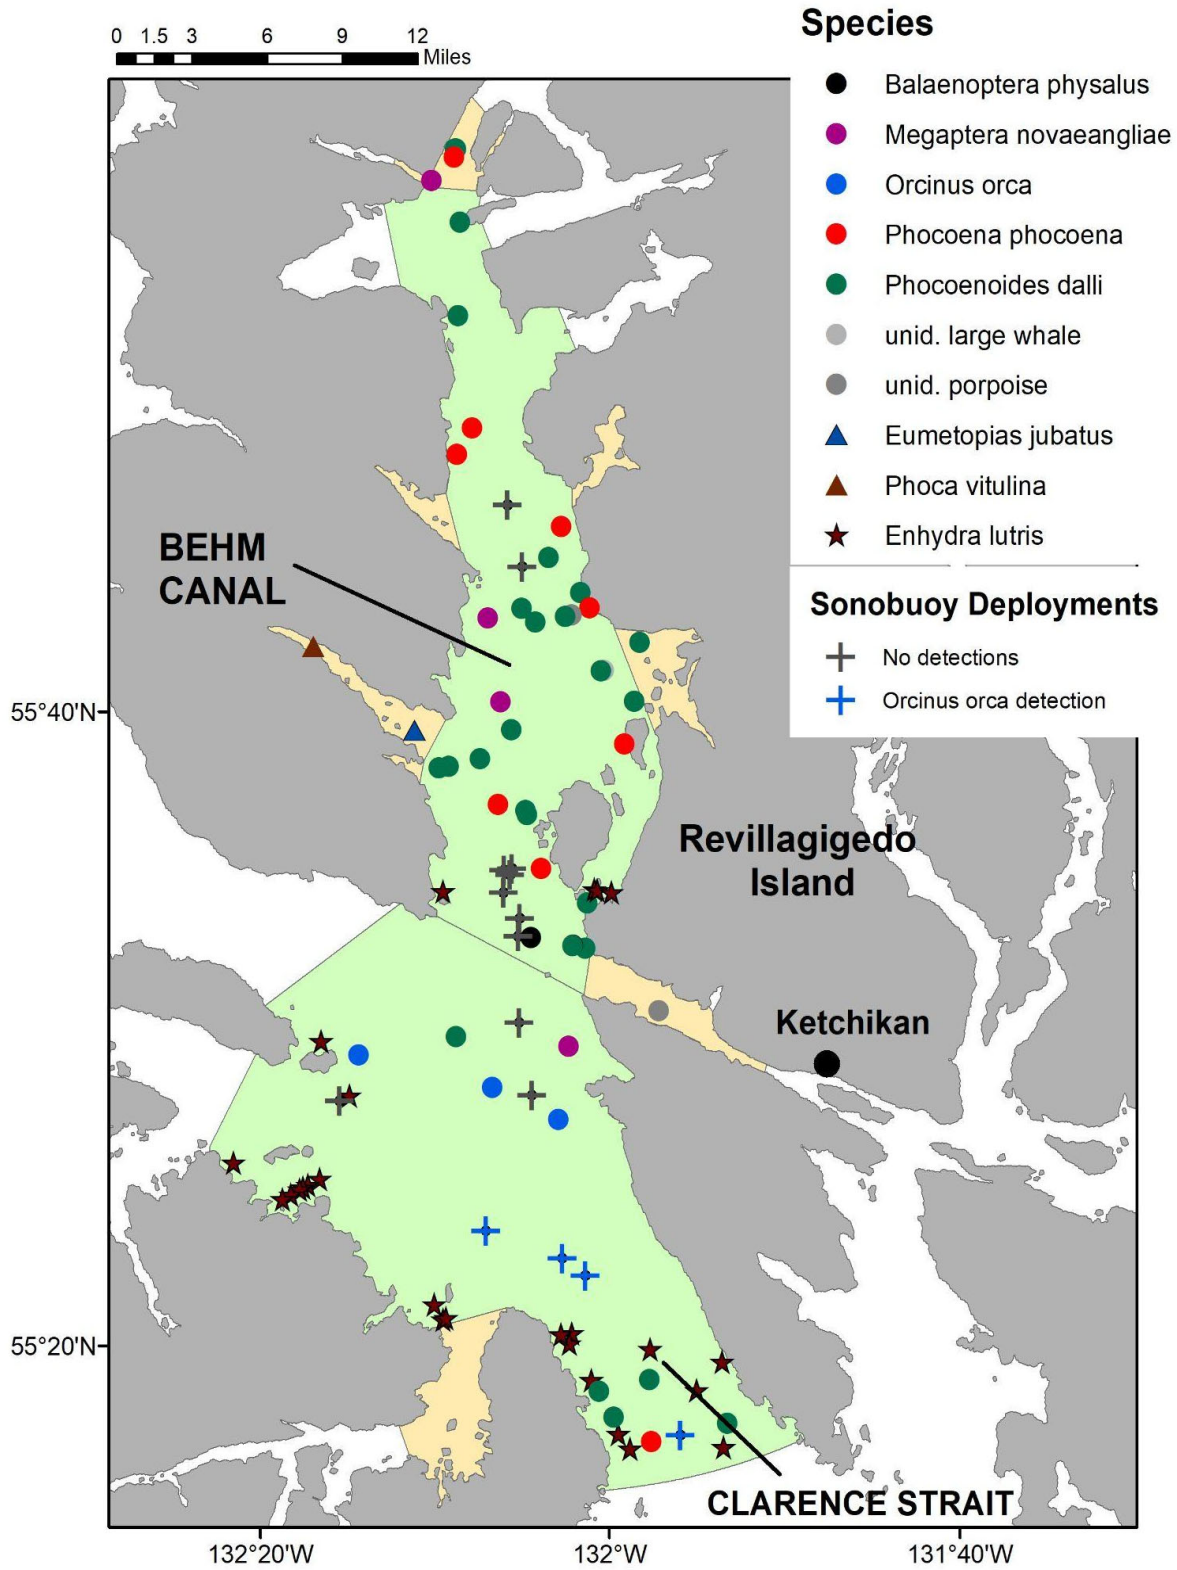 0 1.5 3 6 9 12
Miles
Species
Balaenoptera physalus
Megaptera novaeangliae
Orcinus orca
Phocoena phocoena
Phocoenoides dalli
unid. large whale
unid. porpoise
Eumetopias jubatus
Phoca vitulina
Enhydra lutris
Sonobuoy Deployments
No detections
Orcinus orca detection
BEHM
CANAL
55°40'N
Revillagigedo
Island
Ketchikan
55°20'N
CLARENCE STRAIT
132°20'W 132°W 131°40'W